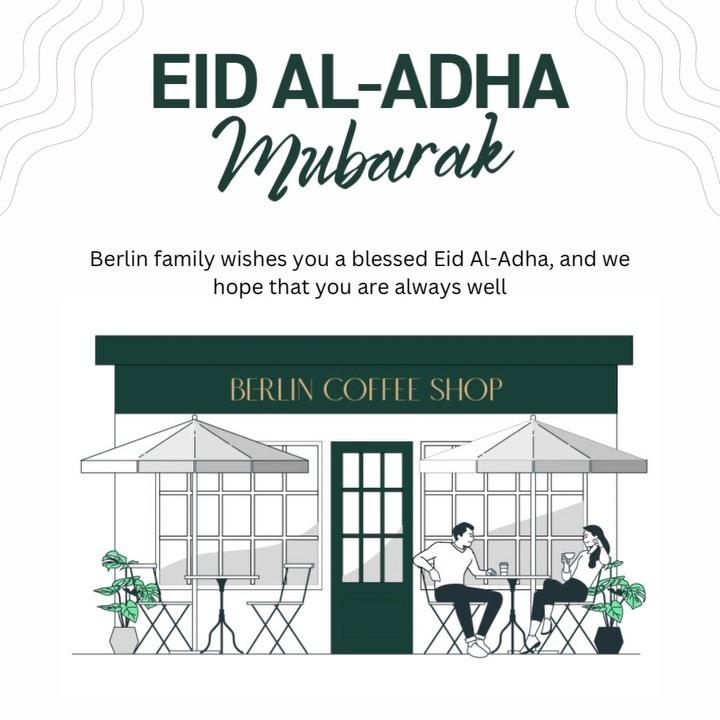 EID AL-ADHA
Mubarak
Berlin family wishes you a blessed Eid Al-Adha, and we
hope that you are always well
BERLIN COFFEE SHOP